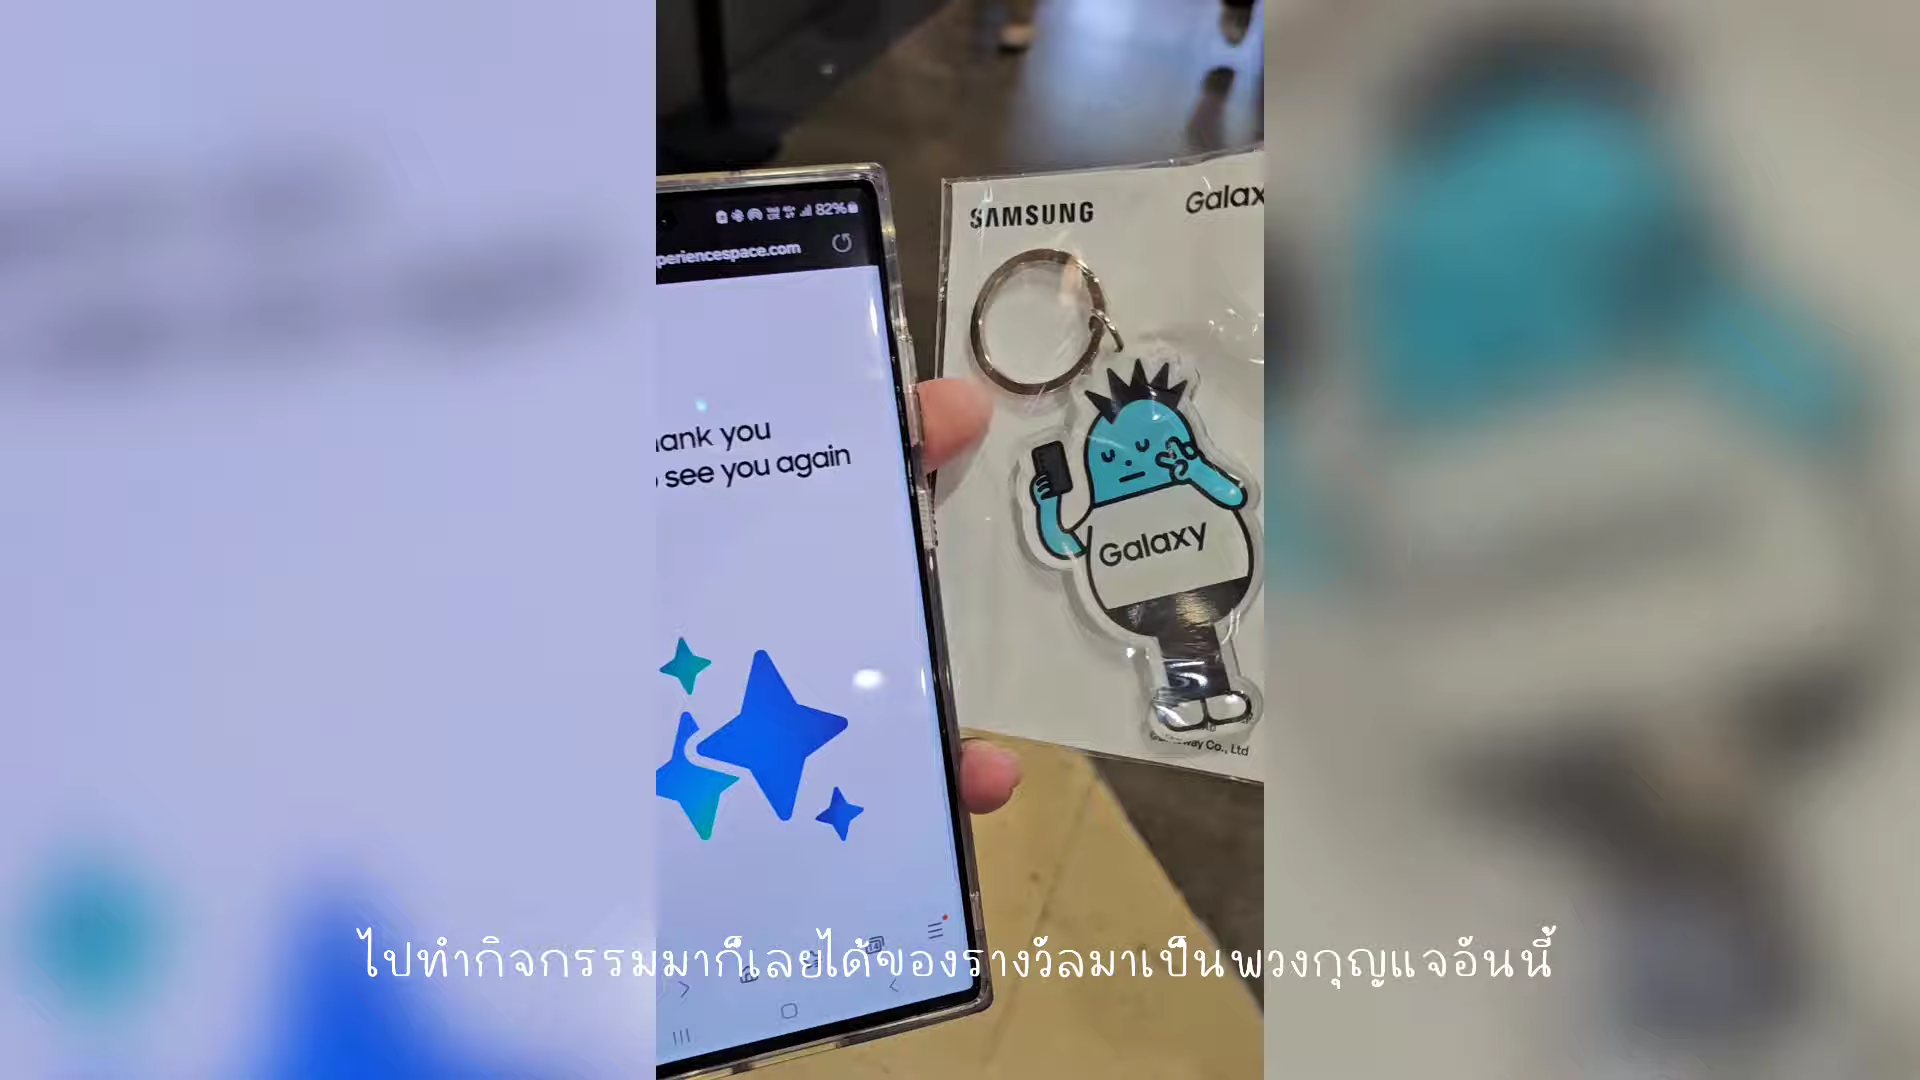 82%
periencespace.com
ank you
see you again
SAMSUNG
Galax
Galaxy
Co., Ltd
ไปทำกิจกรรมมาก็เลยได้ของรางวัลมาเป็นพวงกุญแจอันนี้